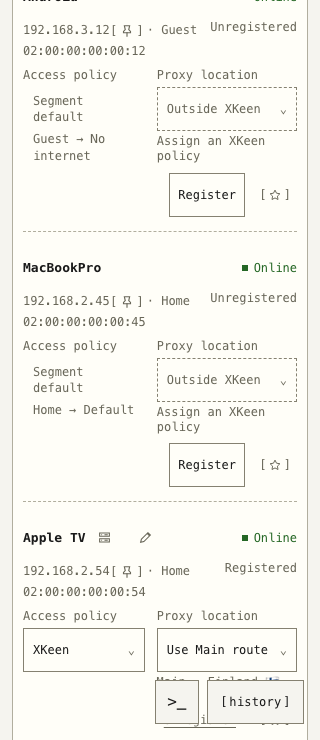 Online
192.168.3.12[ ] · Guest Unregistered
02:00:00:00:00:12
Access policy Proxy location
Segment default
Outside XKeen
Guest → No internet
Assign an XKeen policy
Register [ ☆ ]
MacBookPro Online
192.168.2.45[ ] · Home Unregistered
02:00:00:00:00:45
Access policy Proxy location
Segment default
Outside XKeen
Home → Default
Assign an XKeen policy
Register [ ☆ ]
Apple TV Online
192.168.2.54[ ] · Home Registered
02:00:00:00:00:54
Access policy Proxy location
XKeen Use Main route
>_ [history]